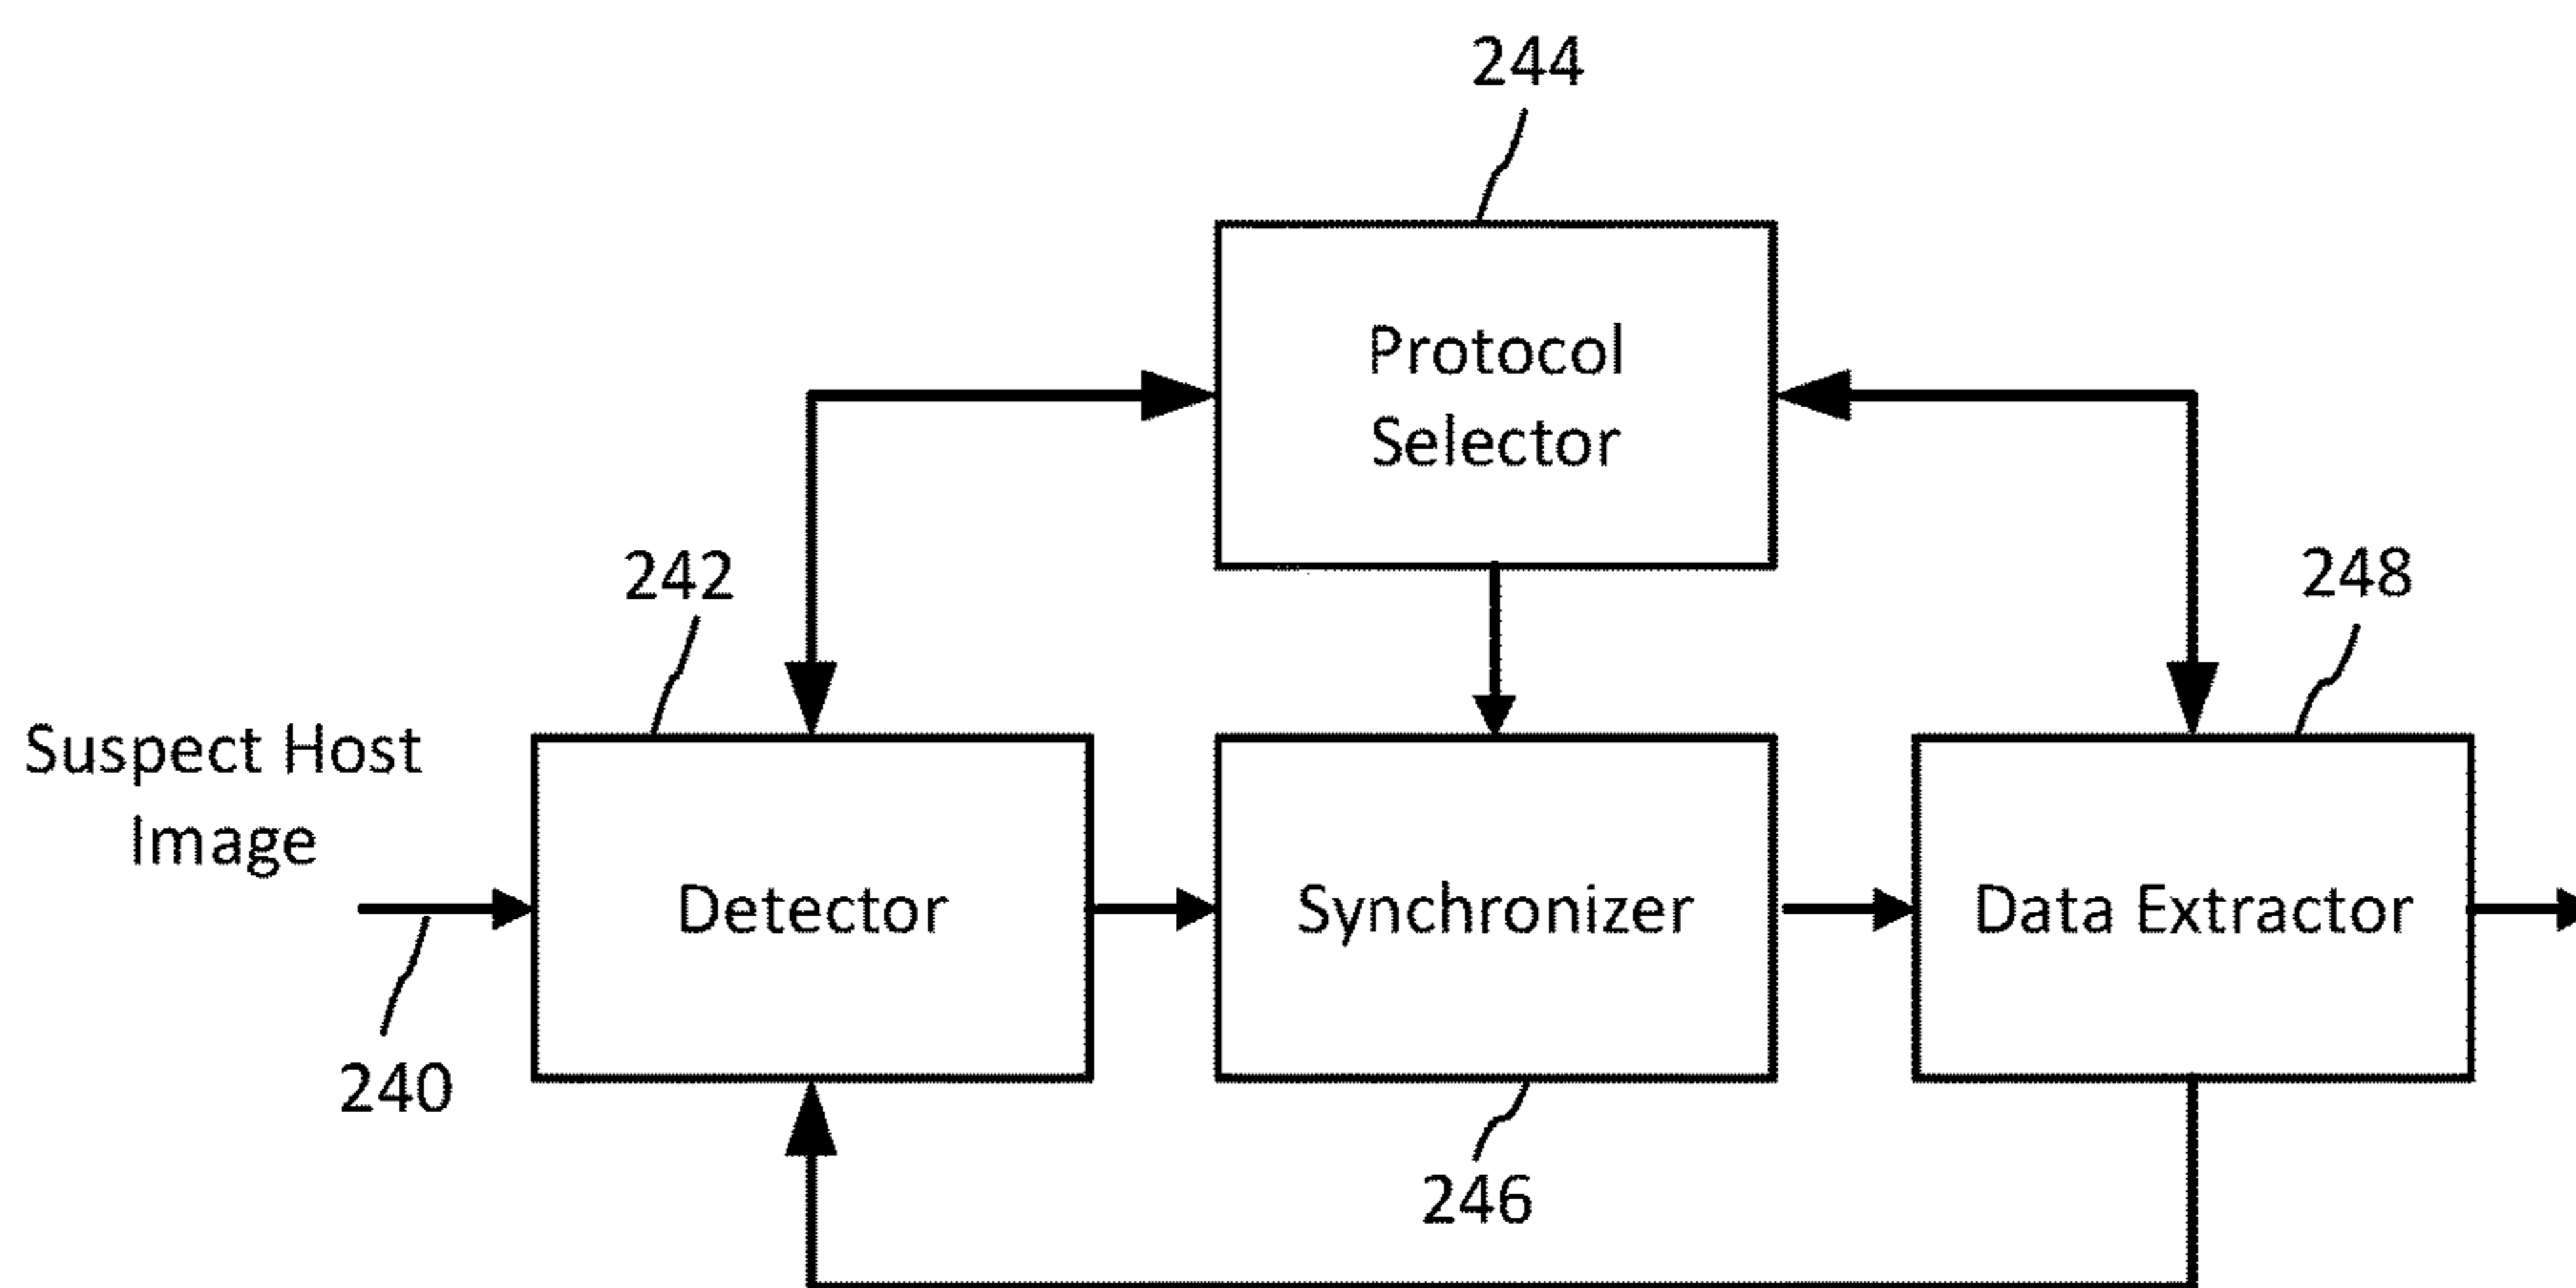 244
Protocol
Selector
242
248
Suspect Host
Image
Detector
Synchronizer
Data Extractor
240
246